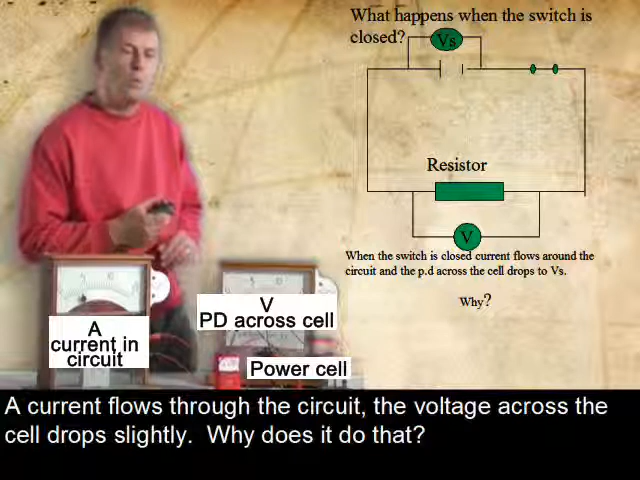 What happens when the switch is
closed?
Vs
Resistor
V
When the switch is closed current flows around the
circuit and the p.d across the cell drops to Vs.
Why?
A
current in
circuit
V
PD across cell
Power cell
A current flows through the circuit, the voltage across the
cell drops slightly.  Why does it do that?